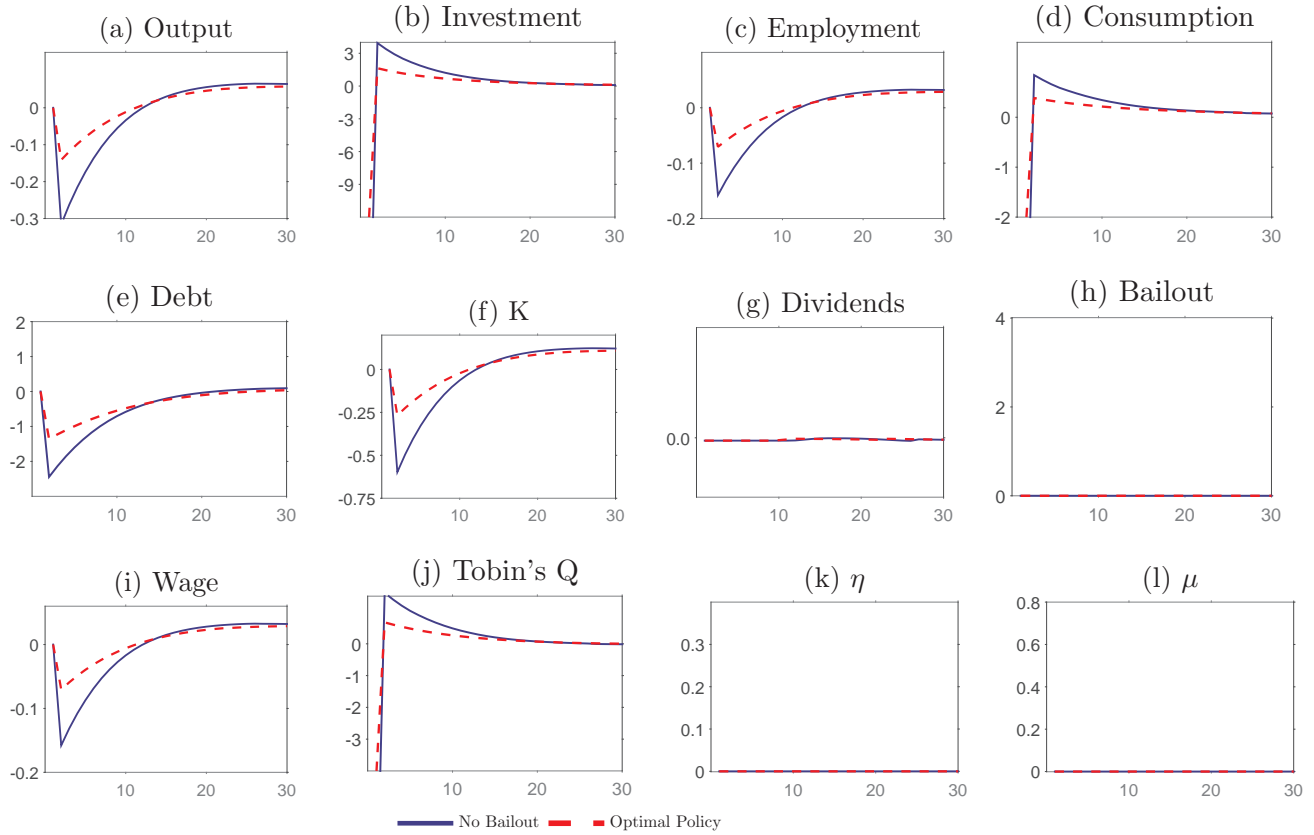 (a) Output
0
-0.1
-0.2
-0.3
10 20 30
(b) Investment
3
0
-3
-6
-9
10 20 30
(c) Employment
0
-0.1
-0.2
10 20 30
(d) Consumption
0
-1
-2
10 20 30
(e) Debt
2
1
0
-1
-2
10 20 30
(f) K
0
-0.25
-0.5
-0.75
10 20 30
(g) Dividends
0.0
10 20 30
(h) Bailout
4
2
0
10 20 30
(i) Wage
0
-0.1
-0.2
10 20 30
(j) Tobin's Q
1
0
-1
-2
-3
10 20 30
(k) η
0.3
0.2
0.1
0
10 20 30
(l) μ
0.8
0.6
0.4
0.2
0
10 20 30
No Bailout Optimal Policy